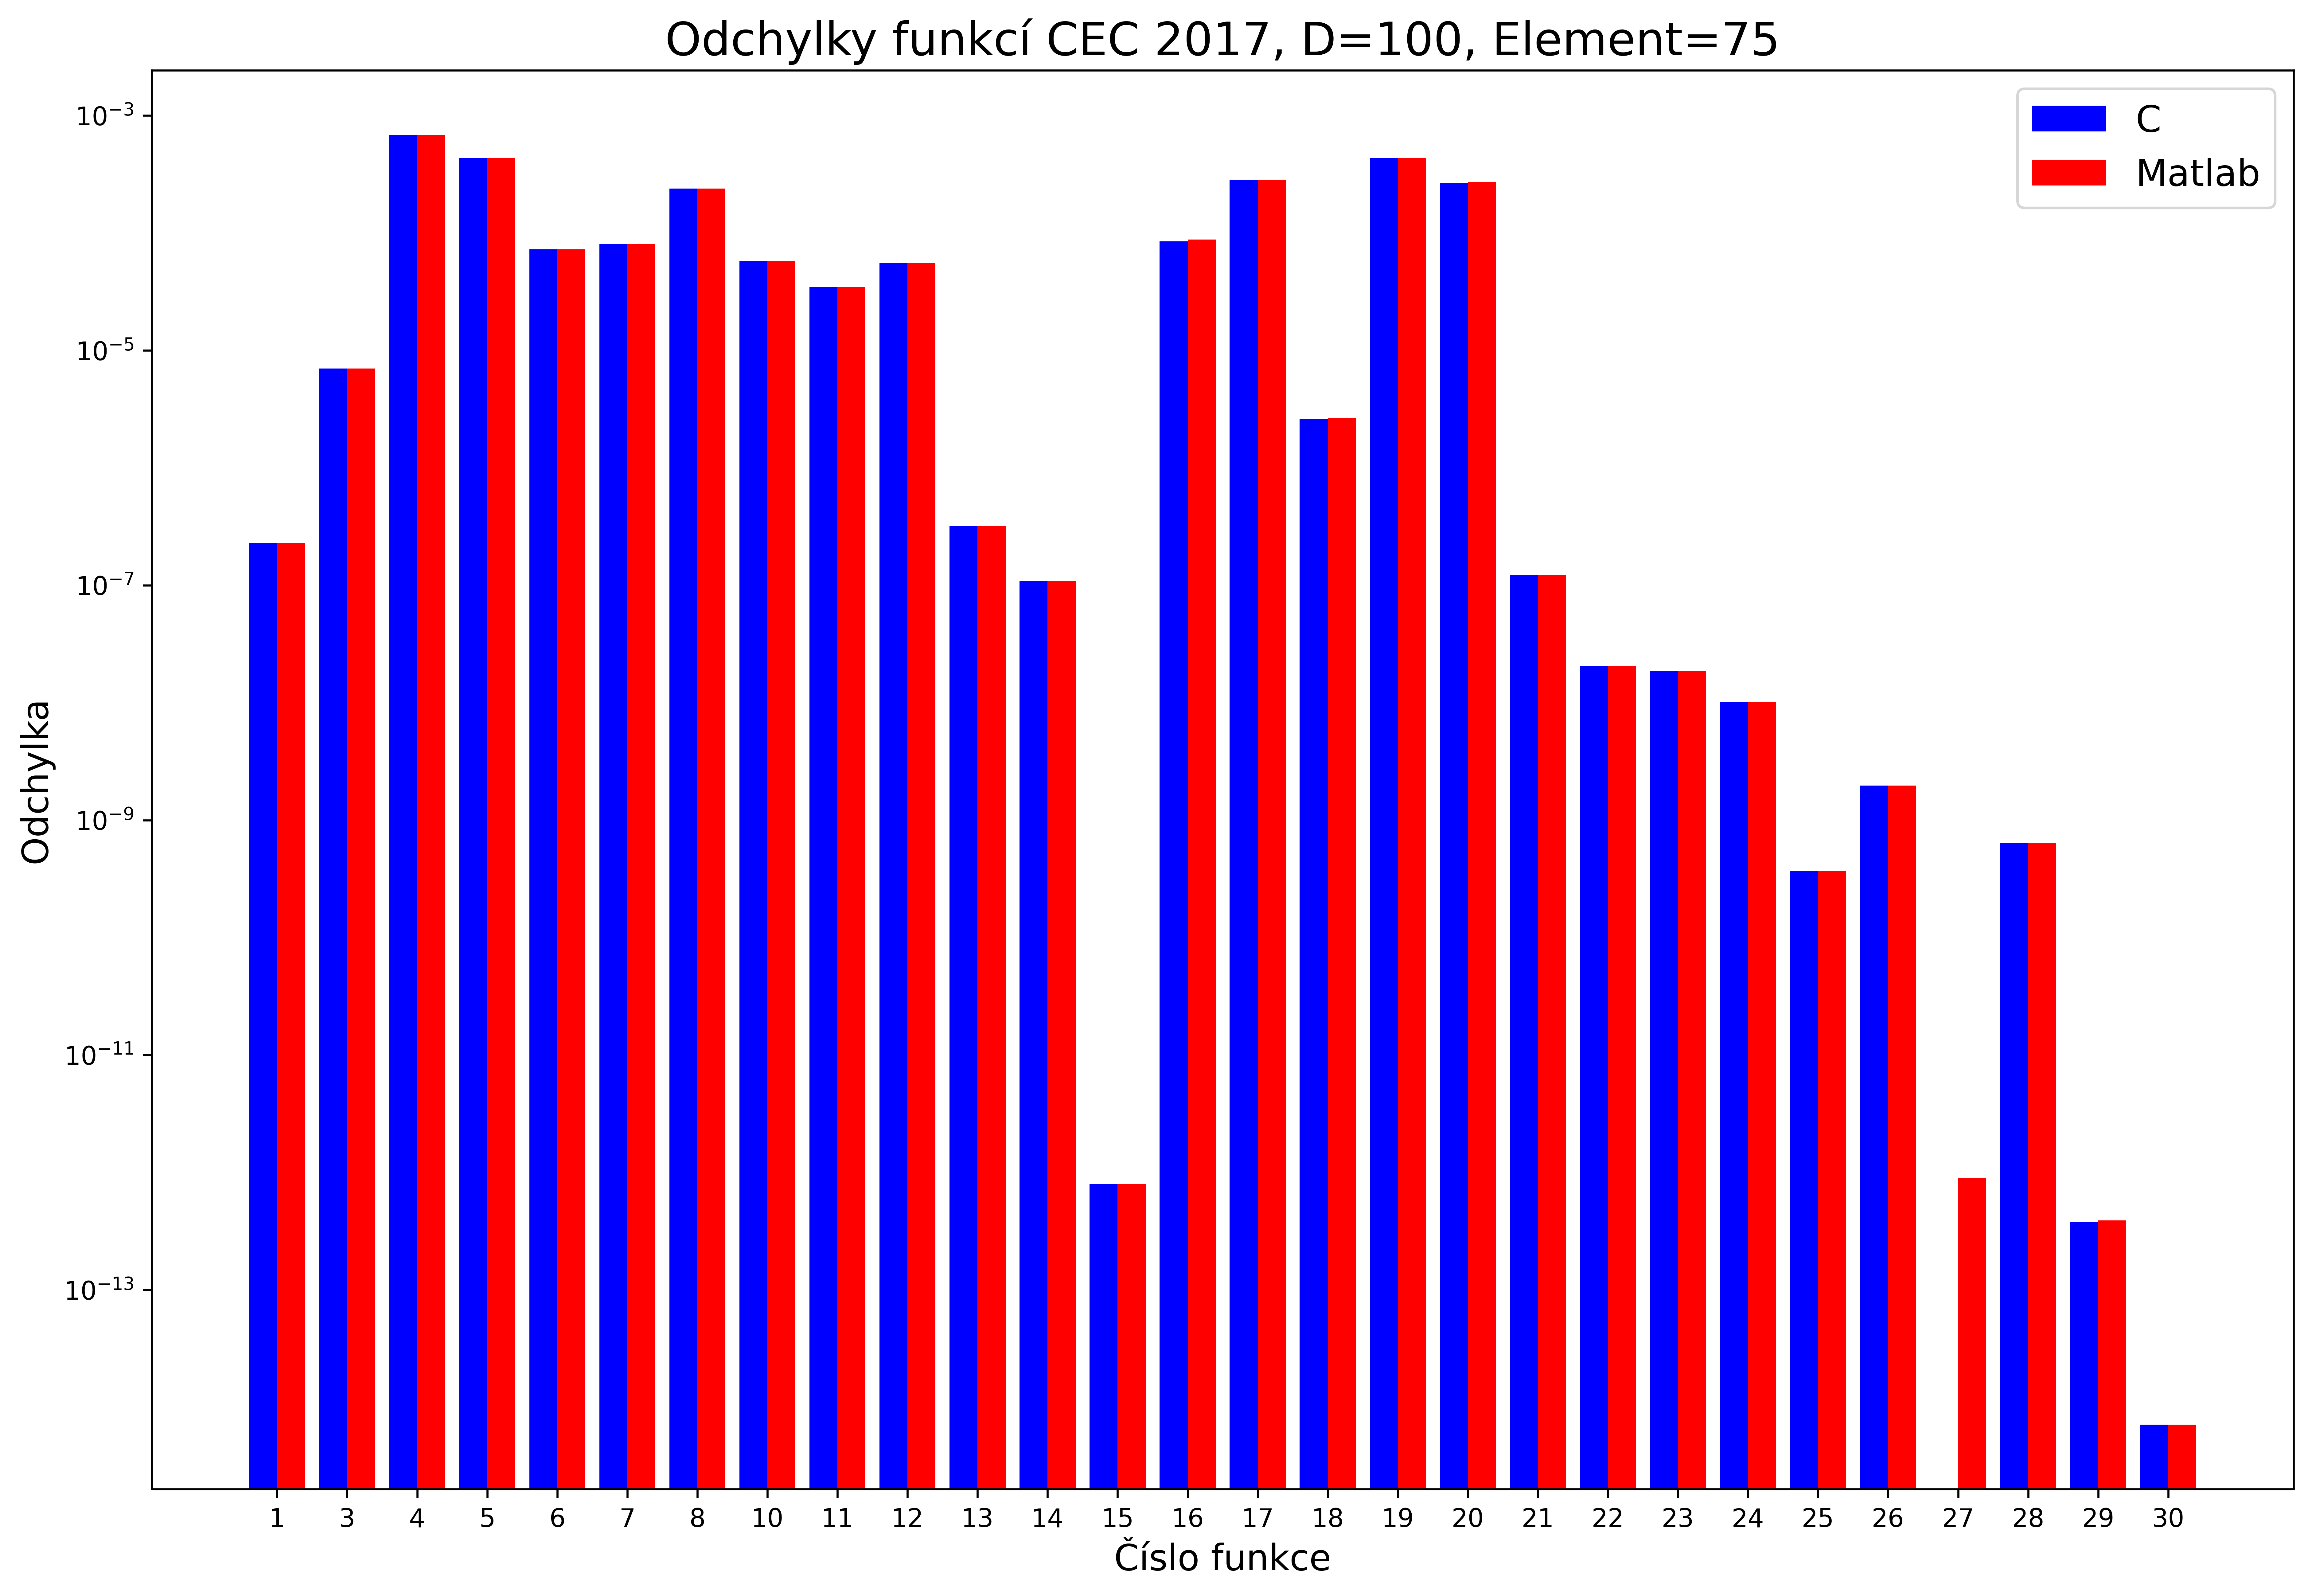 Odchylky funkcí CEC 2017, D=100, Element=75
C
Matlab
10⁻³
10⁻⁵
10⁻⁷
10⁻⁹
10⁻¹¹
10⁻¹³
Odchylka
1 3 4 5 6 7 8 10 11 12 13 14 15 16 17 18 19 20 21 22 23 24 25 26 27 28 29 30
Číslo funkce